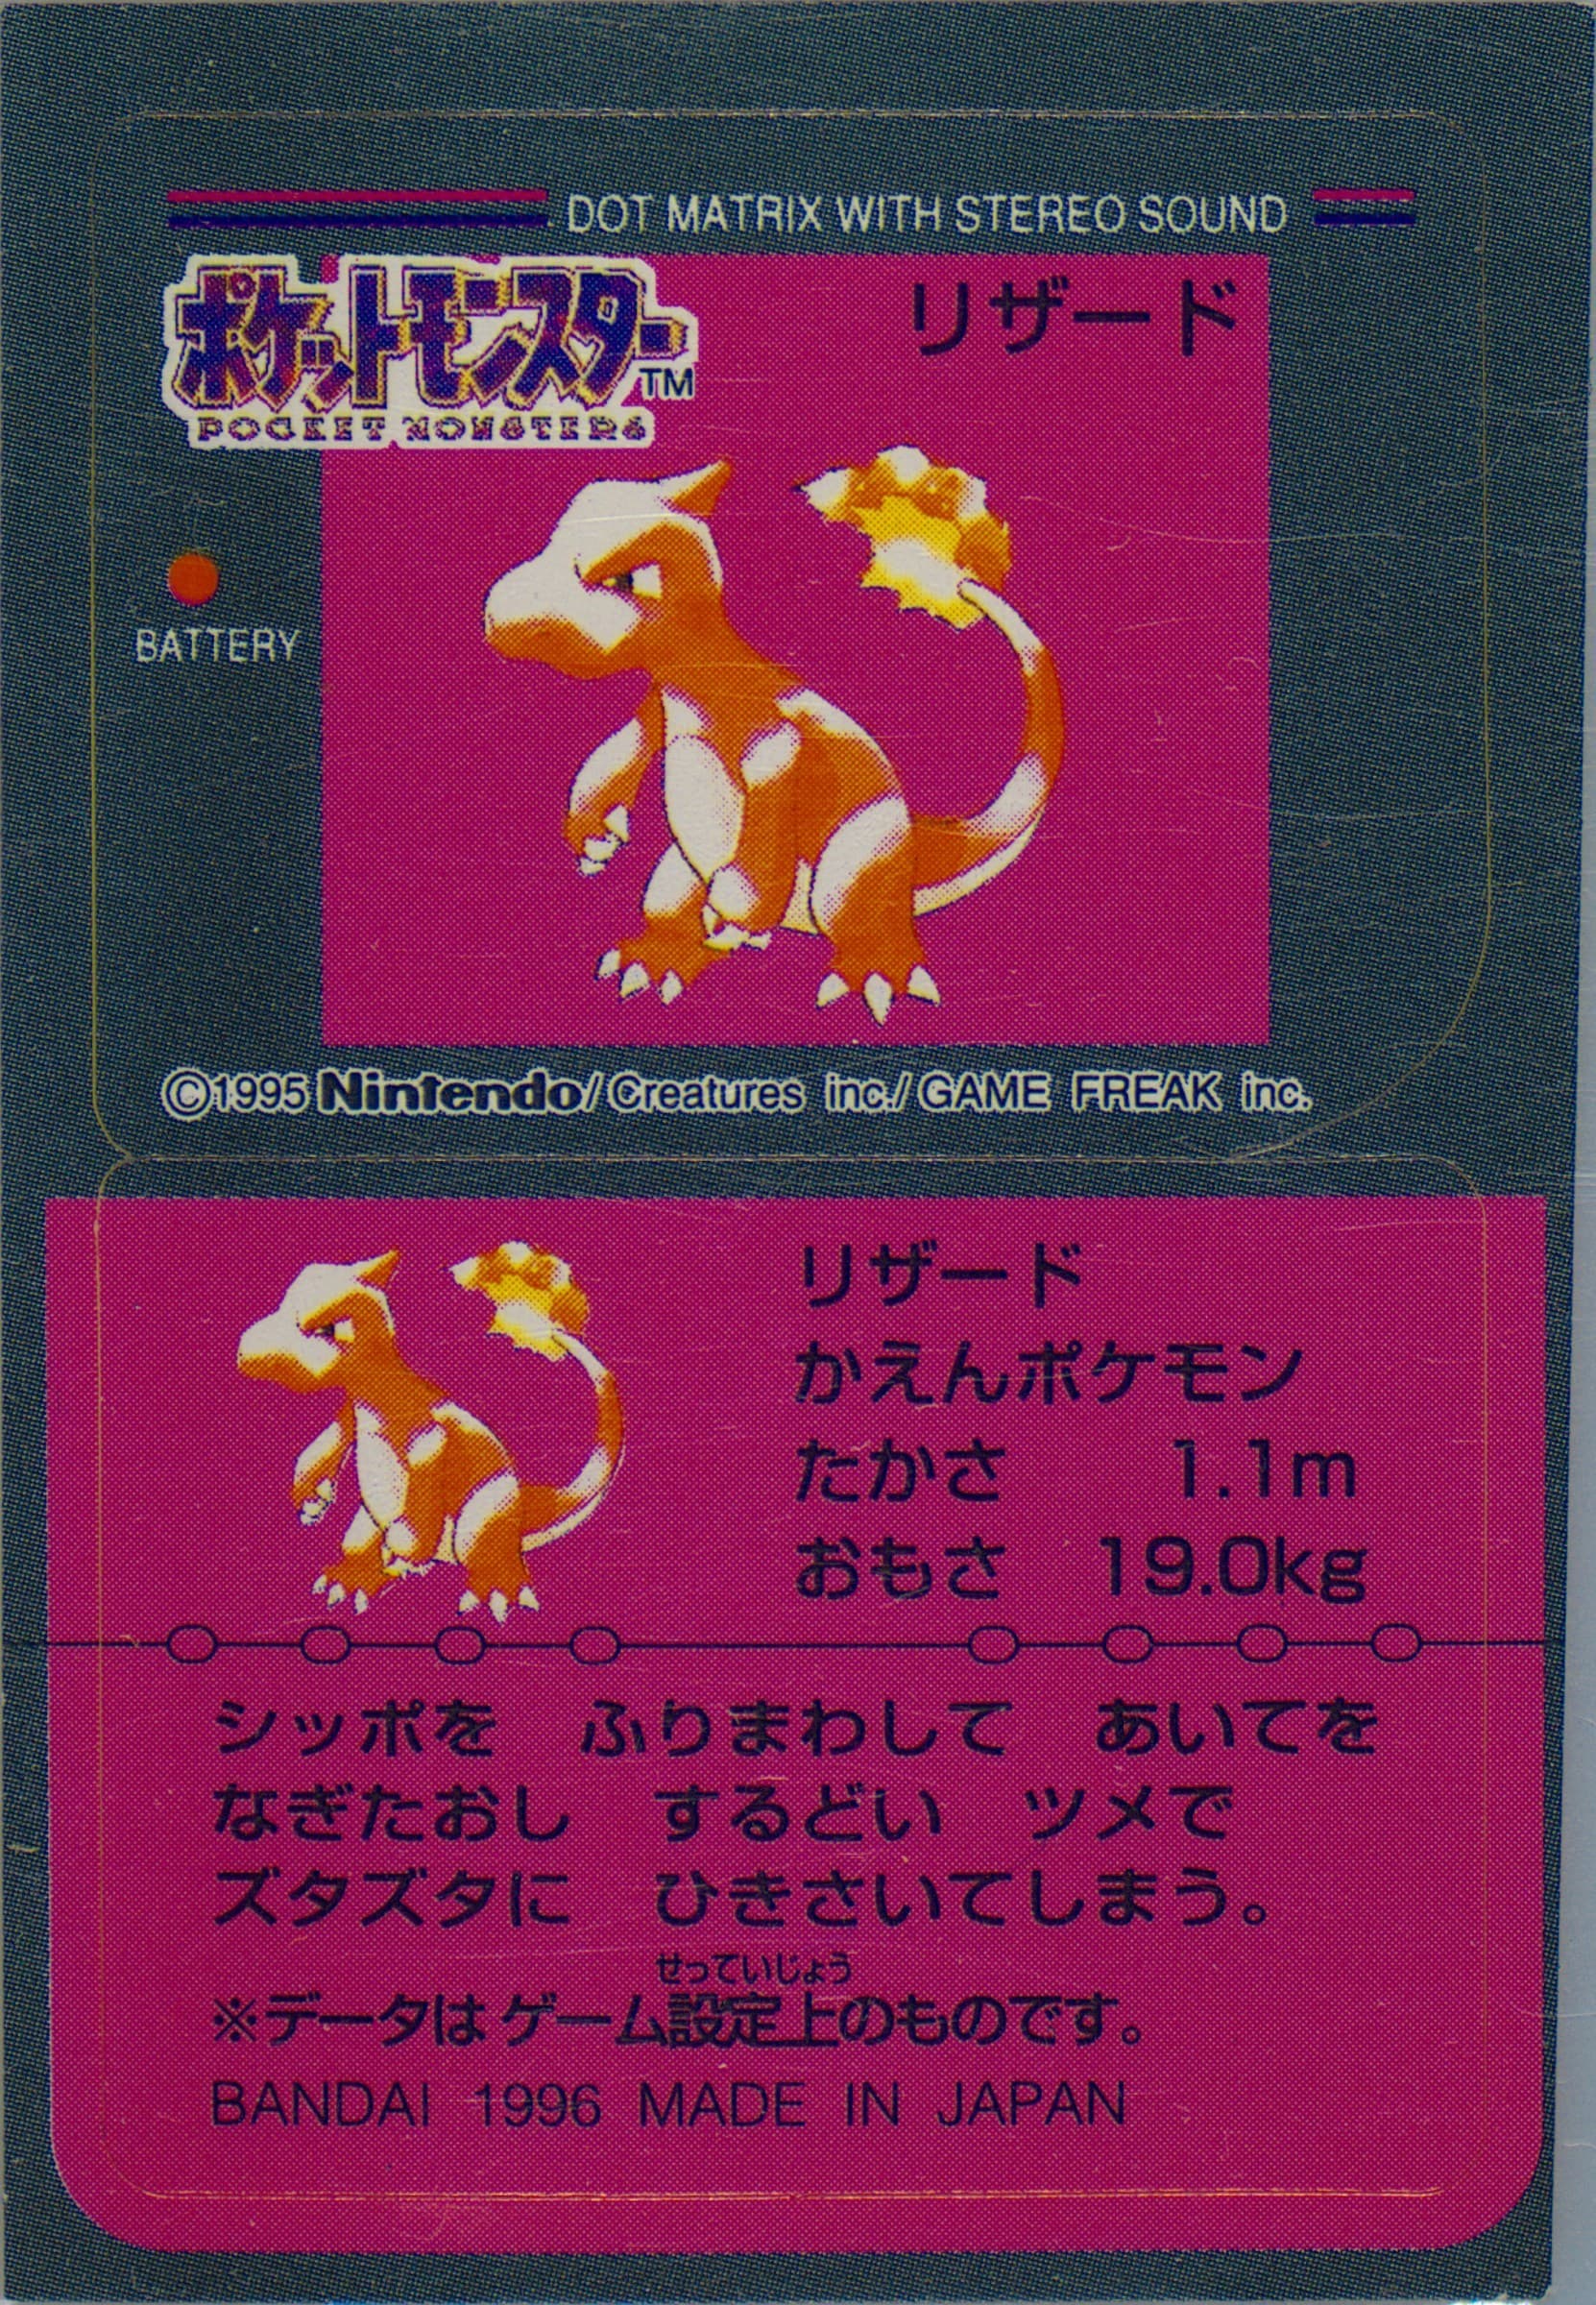 DOT MATRIX WITH STEREO SOUND
ポケットモンスター™
POCKET MONSTERS
リザード
BATTERY
©1995 Nintendo/Creatures inc./GAME FREAK inc.
リザード
かえんポケモン
たかさ 1.1m
おもさ 19.0kg
シッポを ふりまわして あいてを
なぎたおし するどい ツメで
ズタズタに ひきさいてしまう。
せっていじょう
※データはゲーム設定上のものです。
BANDAI 1996 MADE IN JAPAN